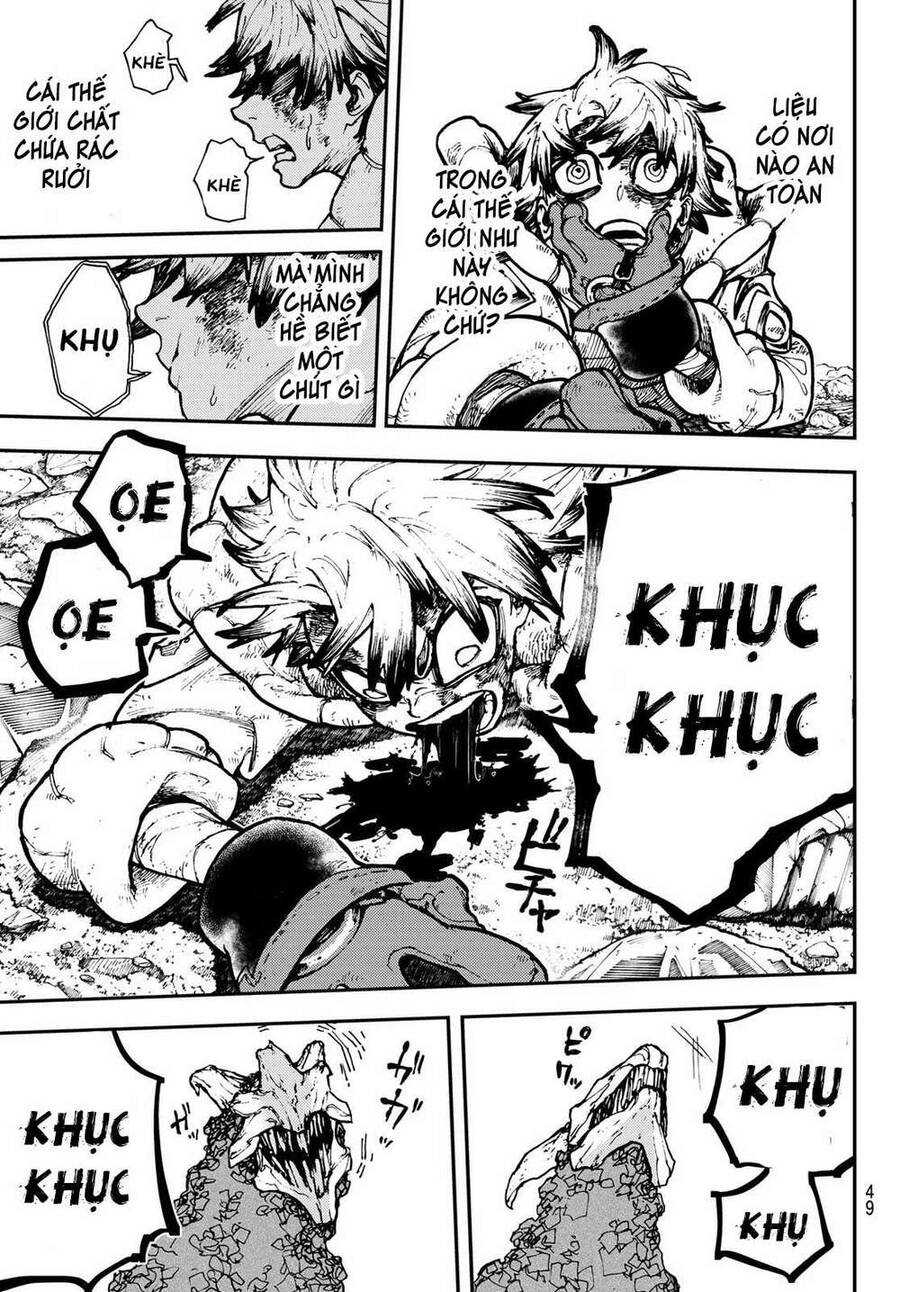 LIỆU
CÓ NƠI
NÀO AN
TOÀN
TRONG
CÁI THẾ
GIỚI NHƯ
NÀY
KHÔNG
CHỨ?
KHÈ
KHÈ
CÁI THẾ
GIỚI CHẤT
CHỨA RÁC
RƯỞI
MÀ MÌNH
CHẲNG
HỀ BIẾT
MỘT
CHÚT GÌ
KHỤ
KHỤC
KHỤC
ỌE
ỌE
ビチャ
KHỤ
KHỤ
ピクッ
ガガガ
KHỤC
KHỤC
49